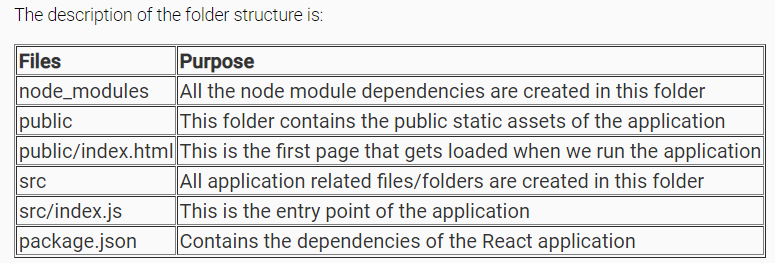 The description of the folder structure is:
Files Purpose
node_modules All the node module dependencies are created in this folder
public This folder contains the public static assets of the application
public/index.html This is the first page that gets loaded when we run the application
src All application related files/folders are created in this folder
src/index.js This is the entry point of the application
package.json Contains the dependencies of the React application